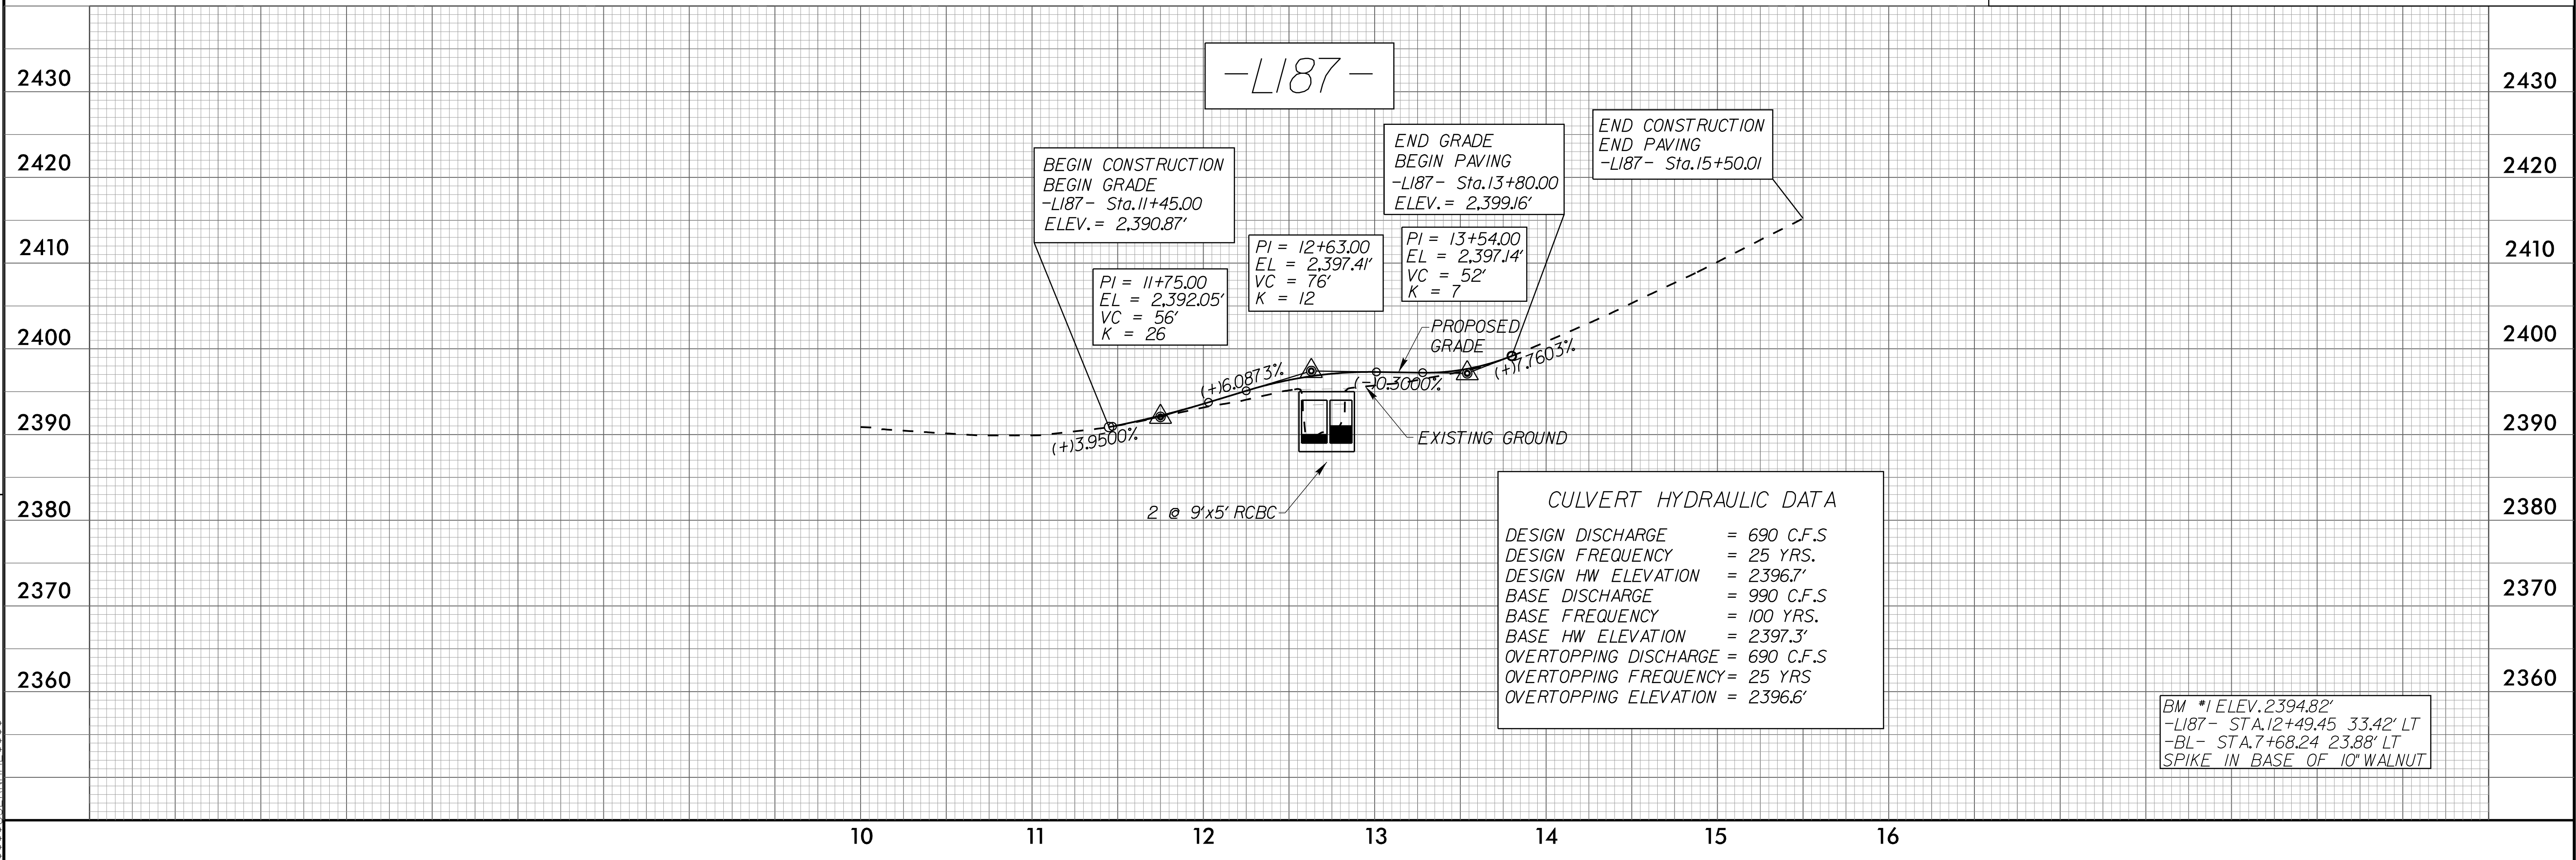 -L187-
BEGIN CONSTRUCTION
BEGIN GRADE
-L187- Sta.11+45.00
ELEV.= 2,390.87'
END GRADE
BEGIN PAVING
-L187- Sta.13+80.00
ELEV.= 2,399.16'
END CONSTRUCTION
END PAVING
-L187- Sta.15+50.01
PI = 11+75.00
EL = 2,392.05'
VC = 56'
K = 26
PI = 12+63.00
EL = 2,397.41'
VC = 76'
K = 12
PI = 13+54.00
EL = 2,397.14'
VC = 52'
K = 7
PROPOSED
GRADE
(+)3.9500%
(+)6.0873%
(-)0.3000%
(+)7.7603%
EXISTING GROUND
2 @ 9'x5' RCBC
CULVERT HYDRAULIC DATA
DESIGN DISCHARGE = 690 C.F.S
DESIGN FREQUENCY = 25 YRS.
DESIGN HW ELEVATION = 2396.7'
BASE DISCHARGE = 990 C.F.S
BASE FREQUENCY = 100 YRS.
BASE HW ELEVATION = 2397.3'
OVERTOPPING DISCHARGE = 690 C.F.S
OVERTOPPING FREQUENCY= 25 YRS
OVERTOPPING ELEVATION = 2396.6'
BM #1 ELEV.2394.82'
-L187- STA.12+49.45 33.42' LT
-BL- STA.7+68.24 23.88' LT
SPIKE IN BASE OF 10" WALNUT
2430
2420
2410
2400
2390
2380
2370
2360
2430
2420
2410
2400
2390
2380
2370
2360
10
11
12
13
14
15
16